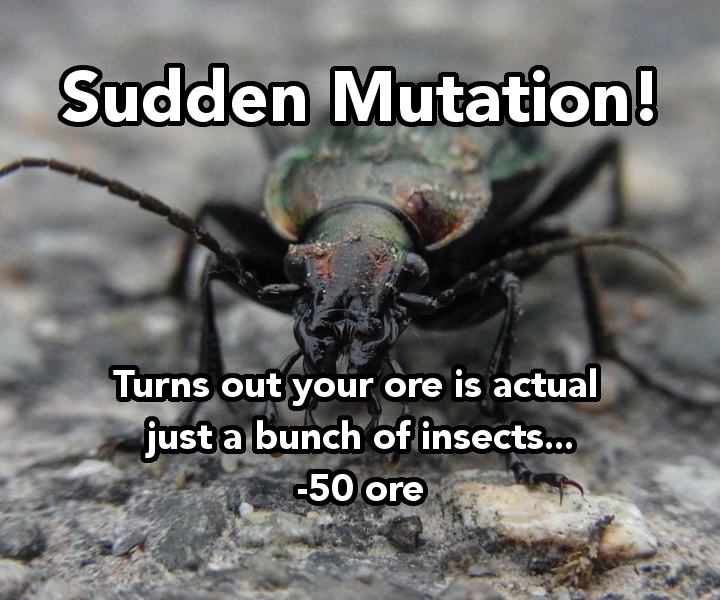 Sudden Mutation!
Turns out your ore is actual
just a bunch of insects...
-50 ore